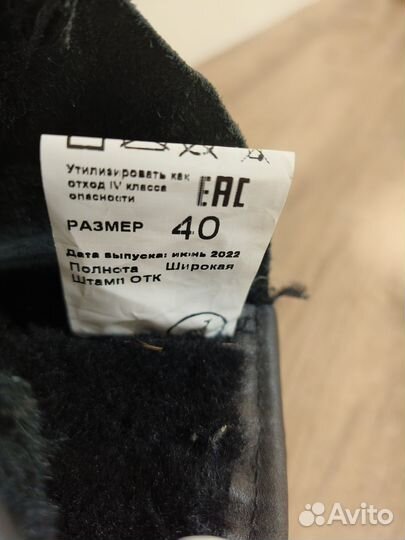 Утилизировать как
отход IV класса
опасности
EAC
РАЗМЕР 40
Дата выпуска: июнь 2022
Полнота Широкая
Штамп ОТК
Avito